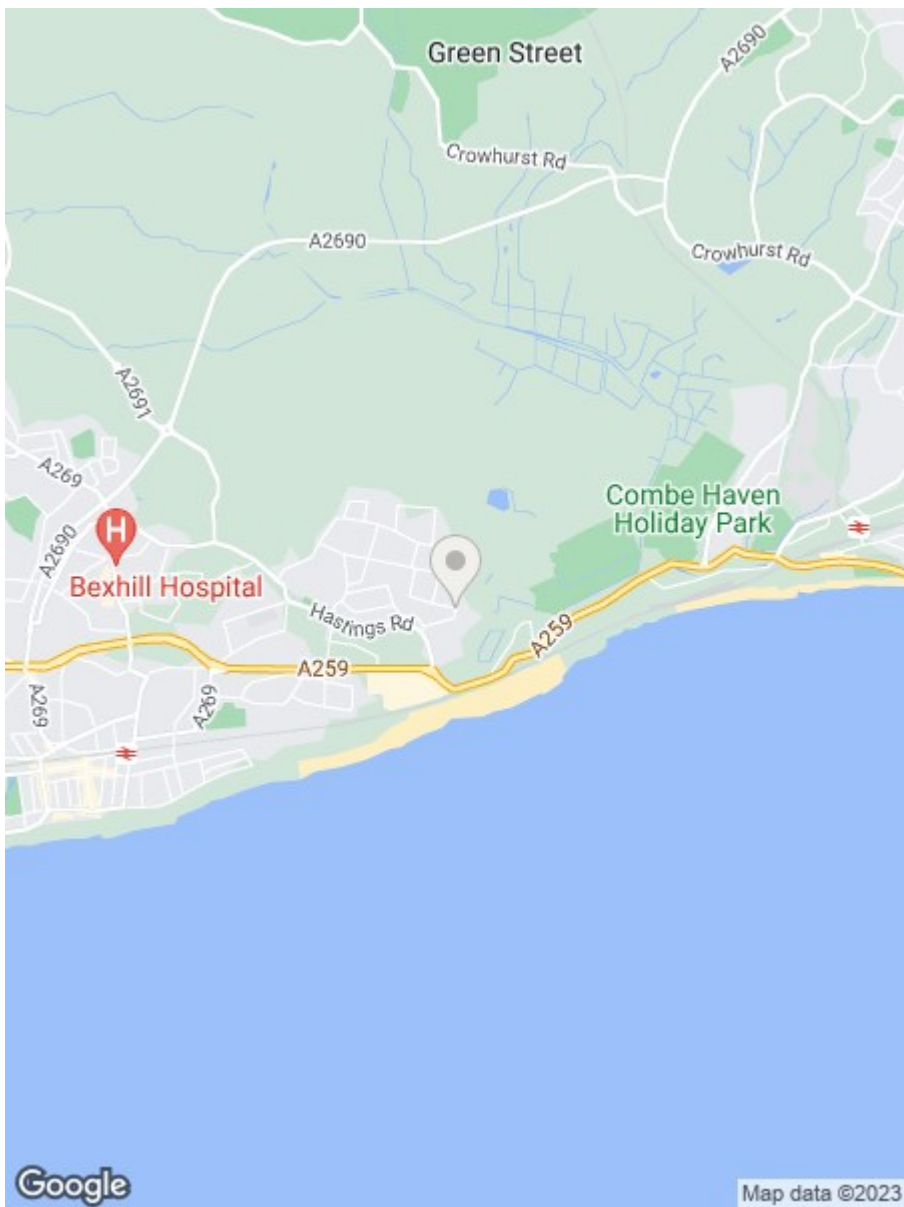 Green Street
A2690
Crowhurst Rd
A2690
Crowhurst Rd
A2691
A269
Combe Haven
Holiday Park
A2690
H
Bexhill Hospital
Hastings Rd
A259
A259
A269
A269
Google
Map data ©2023